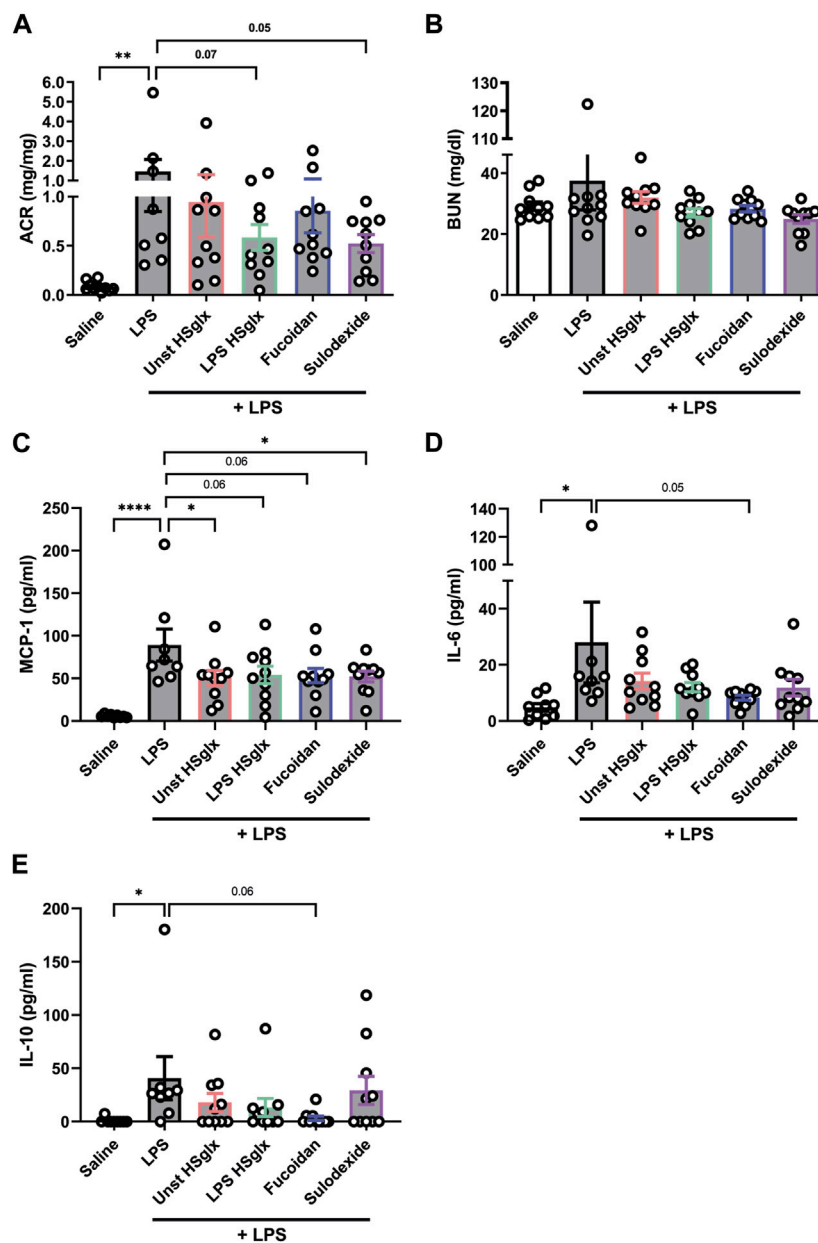 A
0.05
0.07
**
6.0
5.0
4.0
3.0
2.0
1.0
1.0
0.5
0.0
ACR (mg/mg)
Saline
LPS
Unst HSglx
LPS HSglx
Fucoidan
Sulodexide
+ LPS
B
130
120
110
100
40
20
0
BUN (mg/dl)
Saline
LPS
Unst HSglx
LPS HSglx
Fucoidan
Sulodexide
+ LPS
C
*
0.06
0.06
****
*
250
200
150
100
50
0
MCP-1 (pg/ml)
Saline
LPS
Unst HSglx
LPS HSglx
Fucoidan
Sulodexide
+ LPS
D
*
0.05
140
120
100
40
20
0
IL-6 (pg/ml)
Saline
LPS
Unst HSglx
LPS HSglx
Fucoidan
Sulodexide
+ LPS
E
*
0.06
200
150
100
50
0
IL-10 (pg/ml)
Saline
LPS
Unst HSglx
LPS HSglx
Fucoidan
Sulodexide
+ LPS